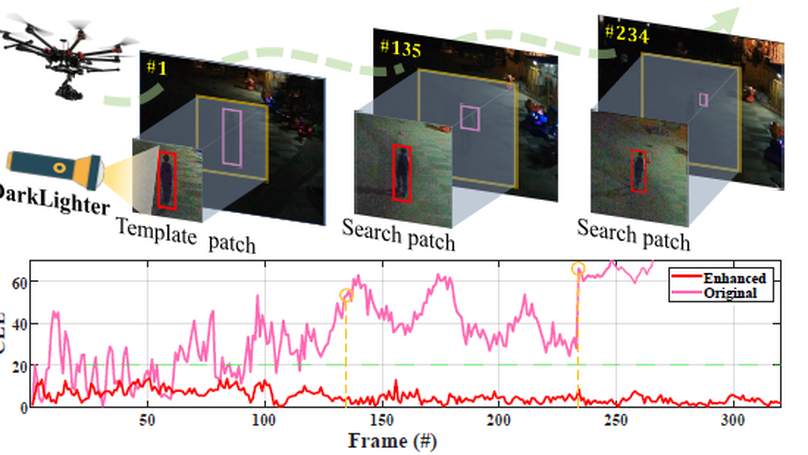 #1
#135
#234
DarkLighter
Template patch
Search patch
Search patch
Enhanced
Original
60
40
20
0
50
100
150
200
250
300
Frame (#)